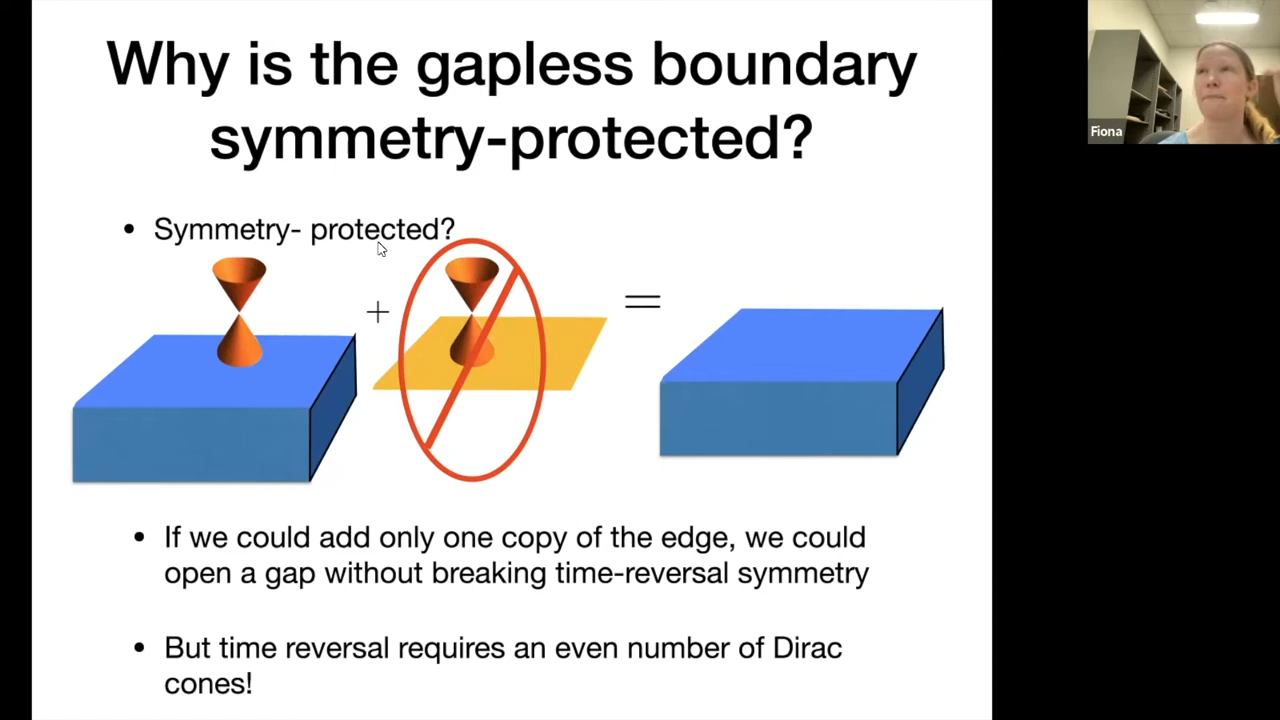 Why is the gapless boundary
symmetry-protected?
Fiona
• Symmetry- protected?
+
=
• If we could add only one copy of the edge, we could
open a gap without breaking time-reversal symmetry
• But time reversal requires an even number of Dirac
cones!